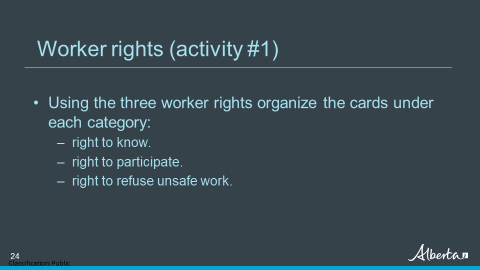 Worker rights (activity #1)
• Using the three worker rights organize the cards under
each category:
– right to know.
– right to participate.
– right to refuse unsafe work.
24
Classification: Public
Alberta